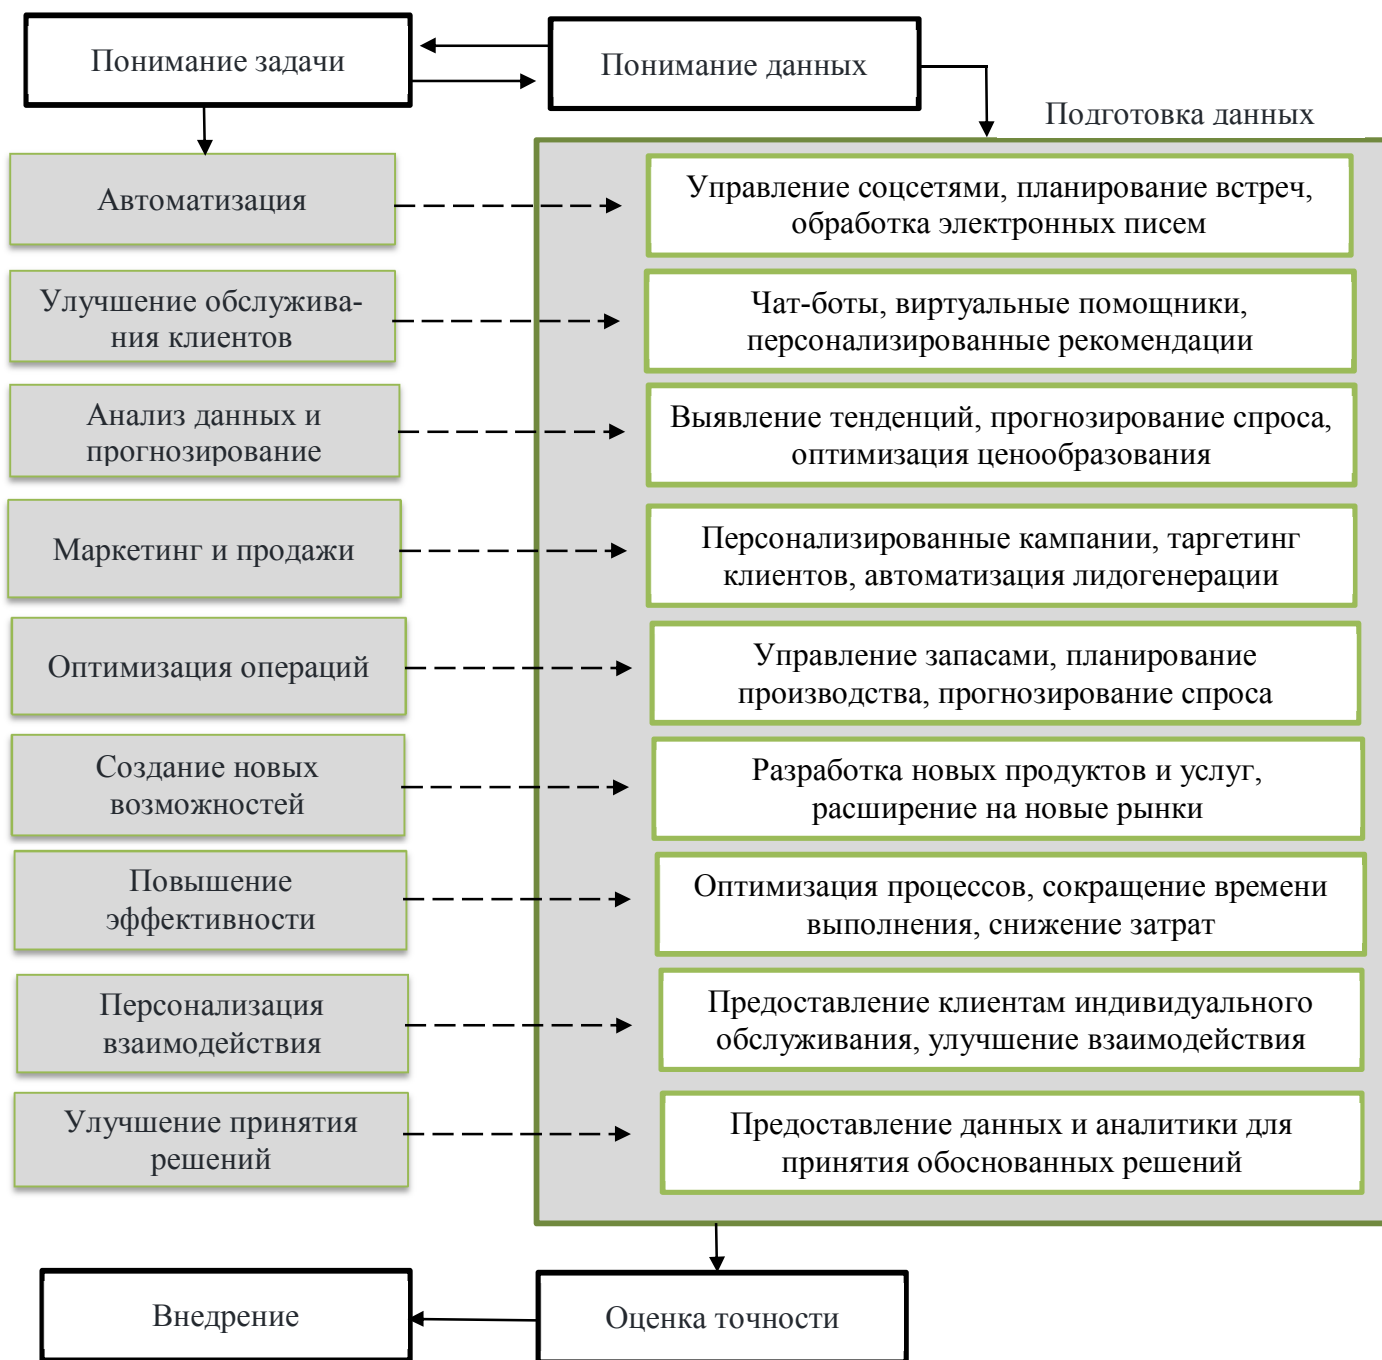 Понимание задачи
Понимание данных
Подготовка данных
Автоматизация
Управление соцсетями, планирование встреч,
обработка электронных писем
Улучшение обслужива-
ния клиентов
Чат-боты, виртуальные помощники,
персонализированные рекомендации
Анализ данных и
прогнозирование
Выявление тенденций, прогнозирование спроса,
оптимизация ценообразования
Маркетинг и продажи
Персонализированные кампании, таргетинг
клиентов, автоматизация лидогенерации
Оптимизация операций
Управление запасами, планирование
производства, прогнозирование спроса
Создание новых
возможностей
Разработка новых продуктов и услуг,
расширение на новые рынки
Повышение
эффективности
Оптимизация процессов, сокращение времени
выполнения, снижение затрат
Персонализация
взаимодействия
Предоставление клиентам индивидуального
обслуживания, улучшение взаимодействия
Улучшение принятия
решений
Предоставление данных и аналитики для
принятия обоснованных решений
Внедрение
Оценка точности